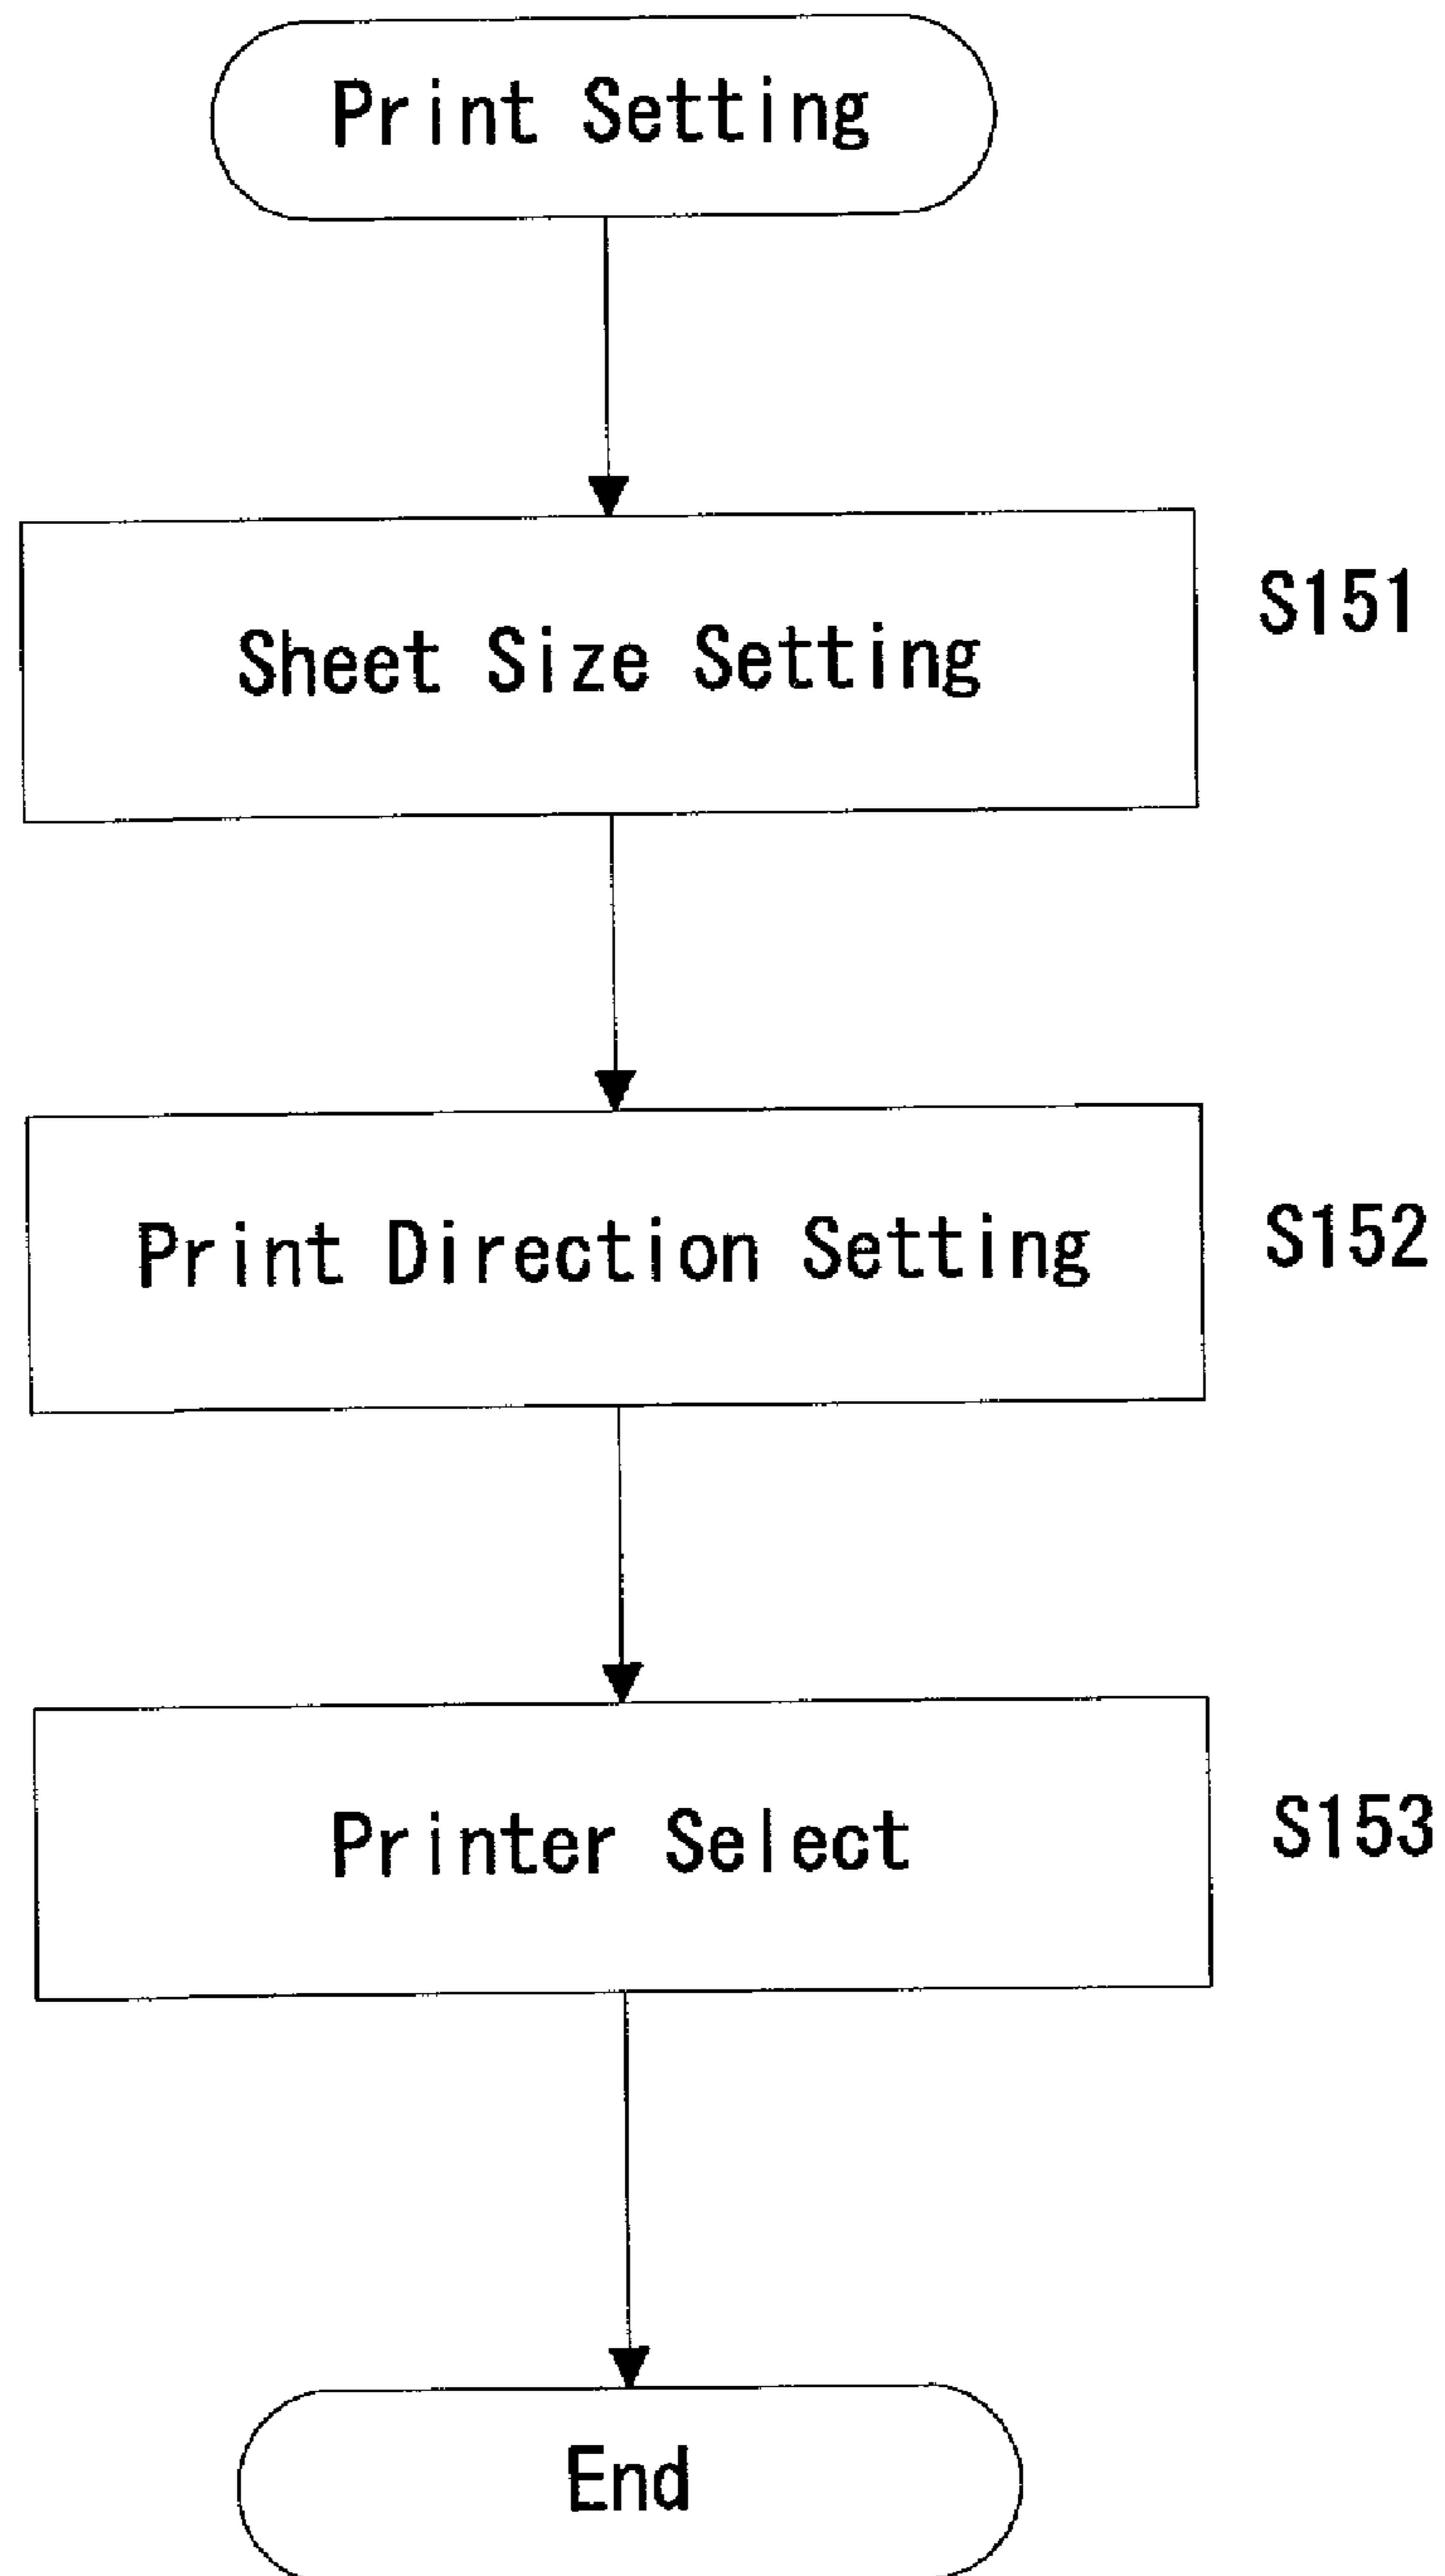 Print Setting
Sheet Size Setting
S151
Print Direction Setting
S152
Printer Select
S153
End